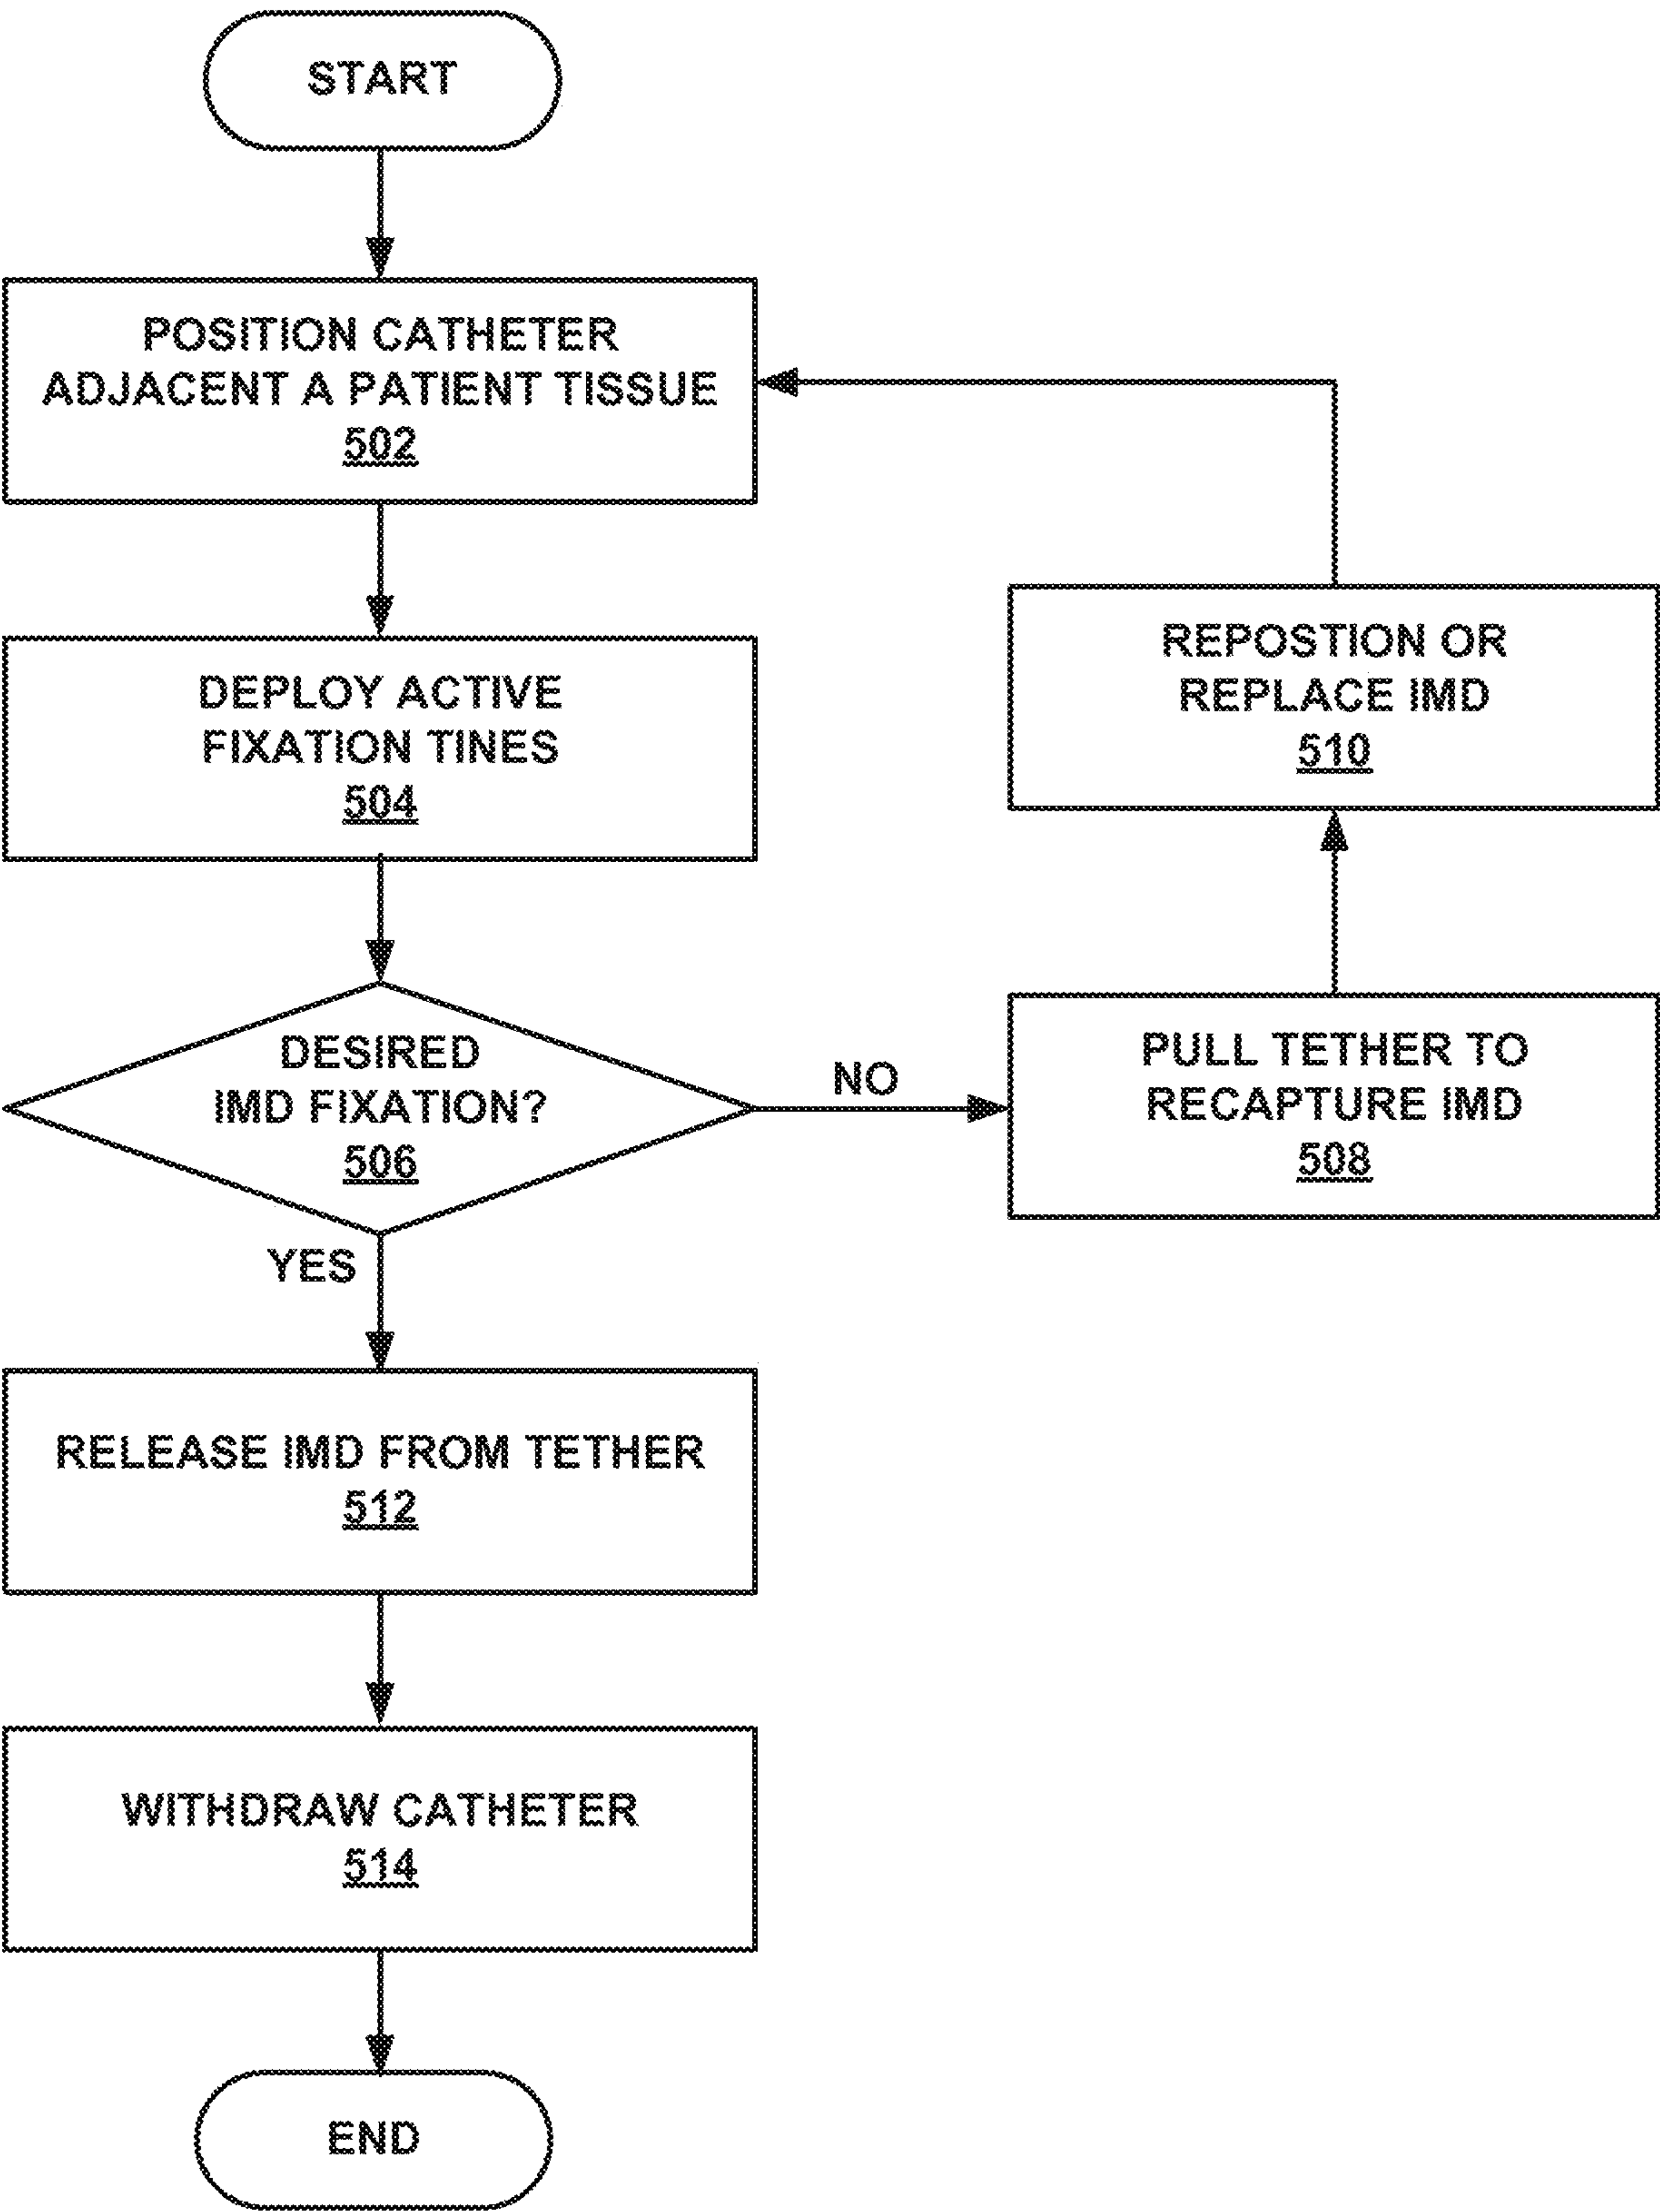 START
POSITION CATHETER
ADJACENT A PATIENT TISSUE
502
DEPLOY ACTIVE
FIXATION TINES
504
DESIRED
IMD FIXATION?
506
NO
PULL TETHER TO
RECAPTURE IMD
508
REPOSTION OR
REPLACE IMD
510
YES
RELEASE IMD FROM TETHER
512
WITHDRAW CATHETER
514
END